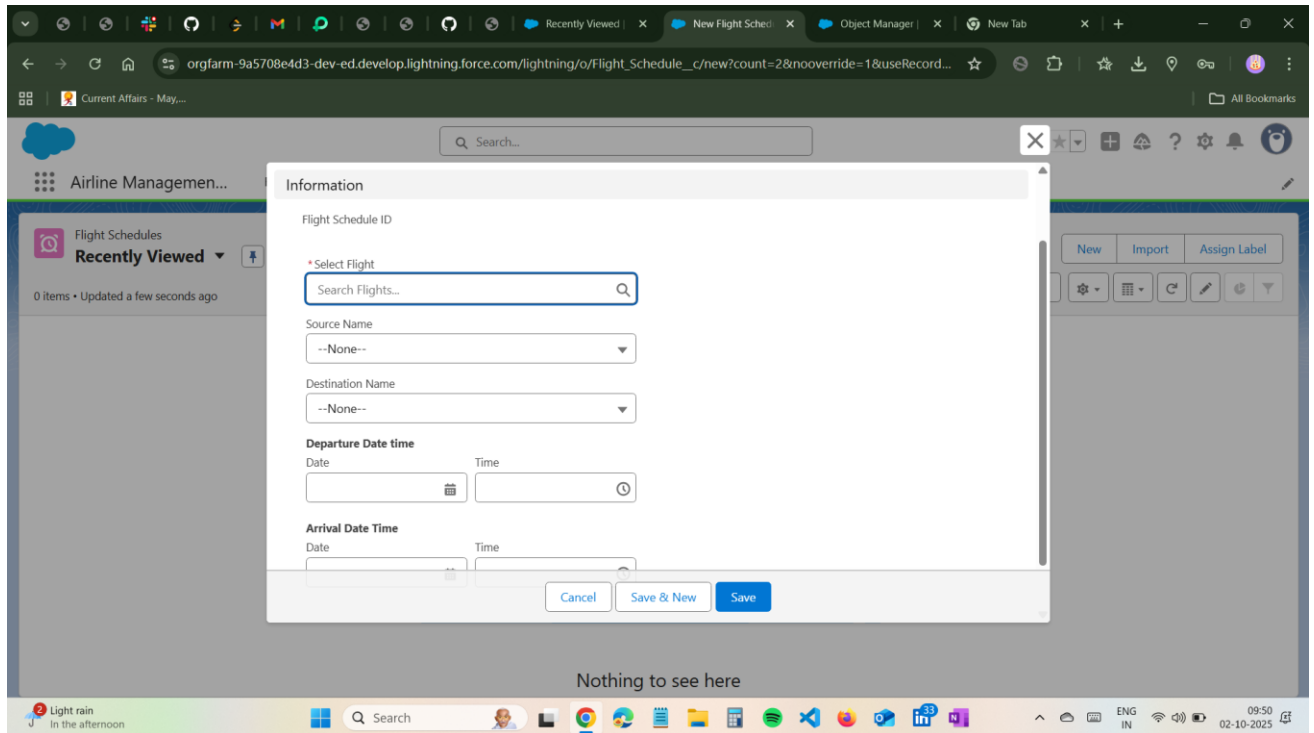 Recently Viewed |
New Flight Sched
Object Manager |
New Tab
orgfarm-9a5708e4d3-dev-ed.develop.lightning.force.com/lightning/o/Flight_Schedule__c/new?count=2&nooverride=1&useRecord...
Current Affairs - May,...
All Bookmarks
Search...
Airline Managemen...
Information
Flight Schedule ID
Flight Schedules
Recently Viewed
New
Import
Assign Label
*Select Flight
Search Flights...
0 items • Updated a few seconds ago
Source Name
--None--
Destination Name
--None--
Departure Date time
Date
Time
Arrival Date Time
Date
Time
Cancel
Save & New
Save
Nothing to see here
2
Light rain
In the afternoon
Search
33
ENG
IN
09:50
02-10-2025